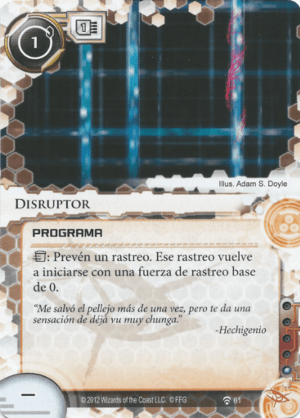 1
1
Illus. Adam S. Doyle
DISRUPTOR
PROGRAMA
: Prevén un rastreo. Ese rastreo vuelve
a iniciarse con una fuerza de rastreo base
de 0.
“Me salvó el pellejo más de una vez, pero te da una
sensación de déjà vu muy chunga.”
-Hechigenio
–
© 2012 Wizards of the Coast LLC. © FFG
61